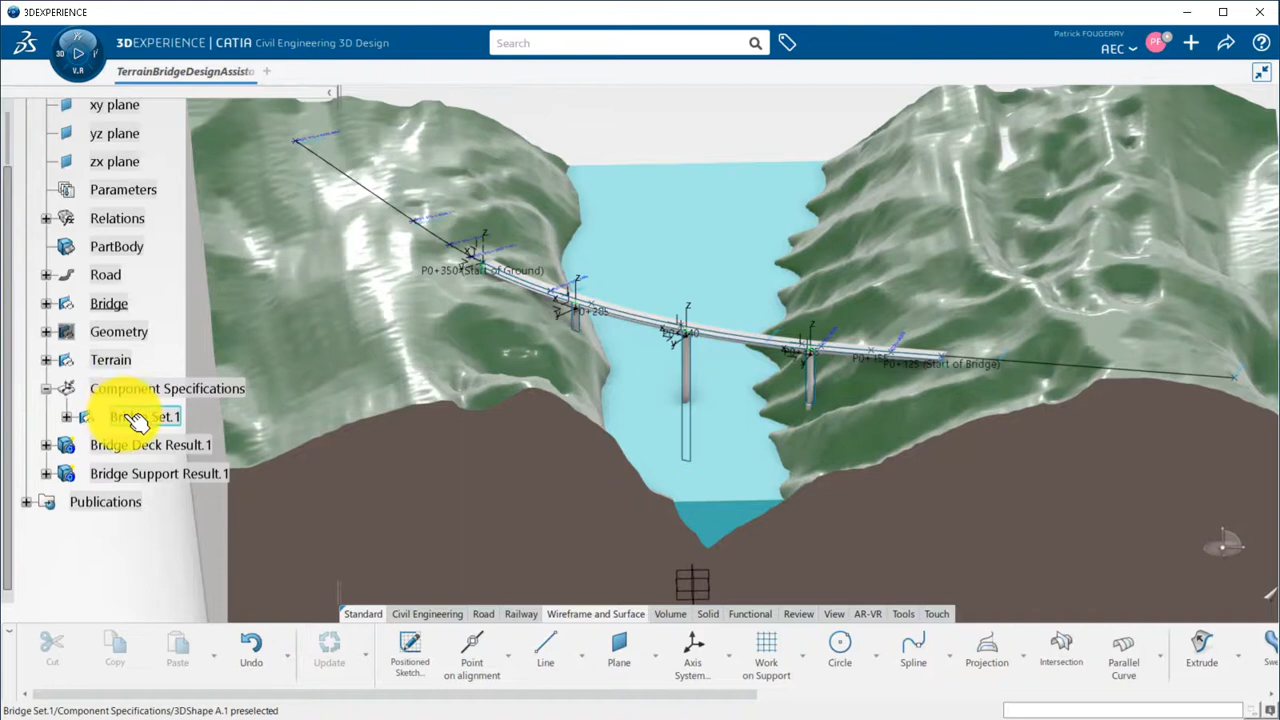 3DEXPERIENCE
3DEXPERIENCE | CATIA Civil Engineering 3D Design
Search
Patrick FOUGERRY
AEC
PF
3D
V.R
TerrainBridgeDesignAssist
xy plane
yz plane
zx plane
Parameters
Relations
PartBody
Road
Bridge
Geometry
Terrain
Component Specifications
Set.1
Bridge Deck Result.1
Bridge Support Result.1
Publications
P0+350 (Start of Ground)
P0+285
P0+125 (Start of Bridge)
Standard
Civil Engineering
Road
Railway
Wireframe and Surface
Volume
Solid
Functional
Review
View
AR-VR
Tools
Touch
Cut
Copy
Paste
Undo
Update
Positioned
Sketch...
Point
on alignment
Line
Plane
Axis
System...
Work
on Support
Circle
Spline
Projection
Intersection
Parallel
Curve
Extrude
Bridge Set.1/Component Specifications/3DShape A.1 preselected